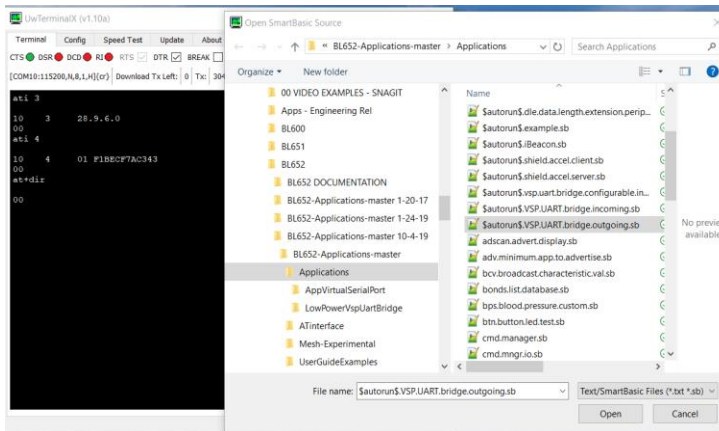 UwTerminalX (v1.10a)
Terminal Config Speed Test Update About
CTS DSR DCD RI RTS DTR BREAK
[COM10:115200,N,8,1,H]{cr} Download Tx Left: 0 Tx: 304
ati 3
10 3 28.9.6.0
00
ati 4
10 4 01 F1BECF7AC343
00
at+dir
00
Open SmartBasic Source
« BL652-Applications-master > Applications
Search Applications
Organize
New folder
00 VIDEO EXAMPLES - SNAGIT
Apps - Engineering Rel
BL600
BL651
BL652
BL652 DOCUMENTATION
BL652-Applications-master 1-20-17
BL652-Applications-master 1-24-19
BL652-Applications-master 10-4-19
BL652-Applications-master
Applications
AppVirtualSerialPort
LowPowerVspUartBridge
ATinterface
Mesh-Experimental
UserGuideExamples
Name
$autorun$.dle.data.length.extension.perip...
$autorun$.example.sb
$autorun$.iBeacon.sb
$autorun$.shield.accel.client.sb
$autorun$.shield.accel.server.sb
$autorun$.vsp.uart.bridge.configurable.in...
$autorun$.VSP.UART.bridge.incoming.sb
$autorun$.VSP.UART.bridge.outgoing.sb
adscan.advert.display.sb
adv.minimum.app.to.advertise.sb
bcv.broadcast.characteristic.val.sb
bonds.list.database.sb
bps.blood.pressure.custom.sb
btn.button.led.test.sb
cmd.manager.sb
cmd.mngr.io.sb
No previe
available
File name: $autorun$.VSP.UART.bridge.outgoing.sb
Text/SmartBasic Files (*.txt *.sb)
Open
Cancel